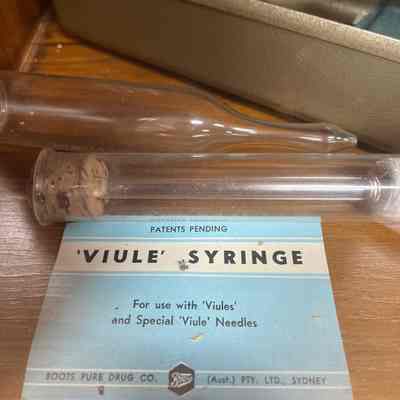 PATENTS PENDING
'VIULE' SYRINGE
For use with 'Viules'
and Special 'Viule' Needles
BOOTS PURE DRUG CO. Boots (Aust.) PTY. LTD., SYDNEY